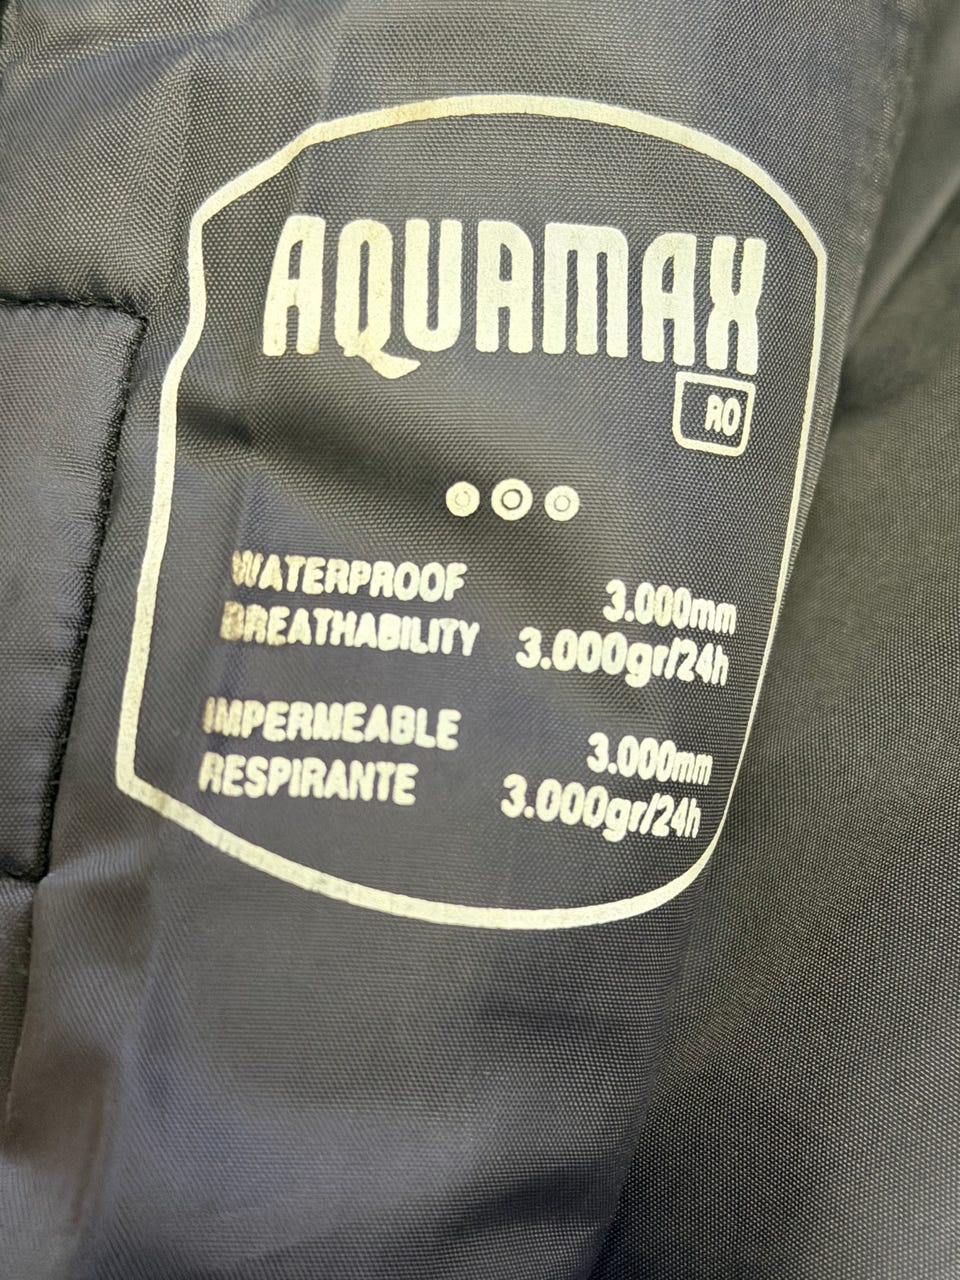 AQUAMAX
RO
WATERPROOF 3.000mm
BREATHABILITY 3.000gr/24h
IMPERMEABLE 3.000mm
RESPIRANTE 3.000gr/24h